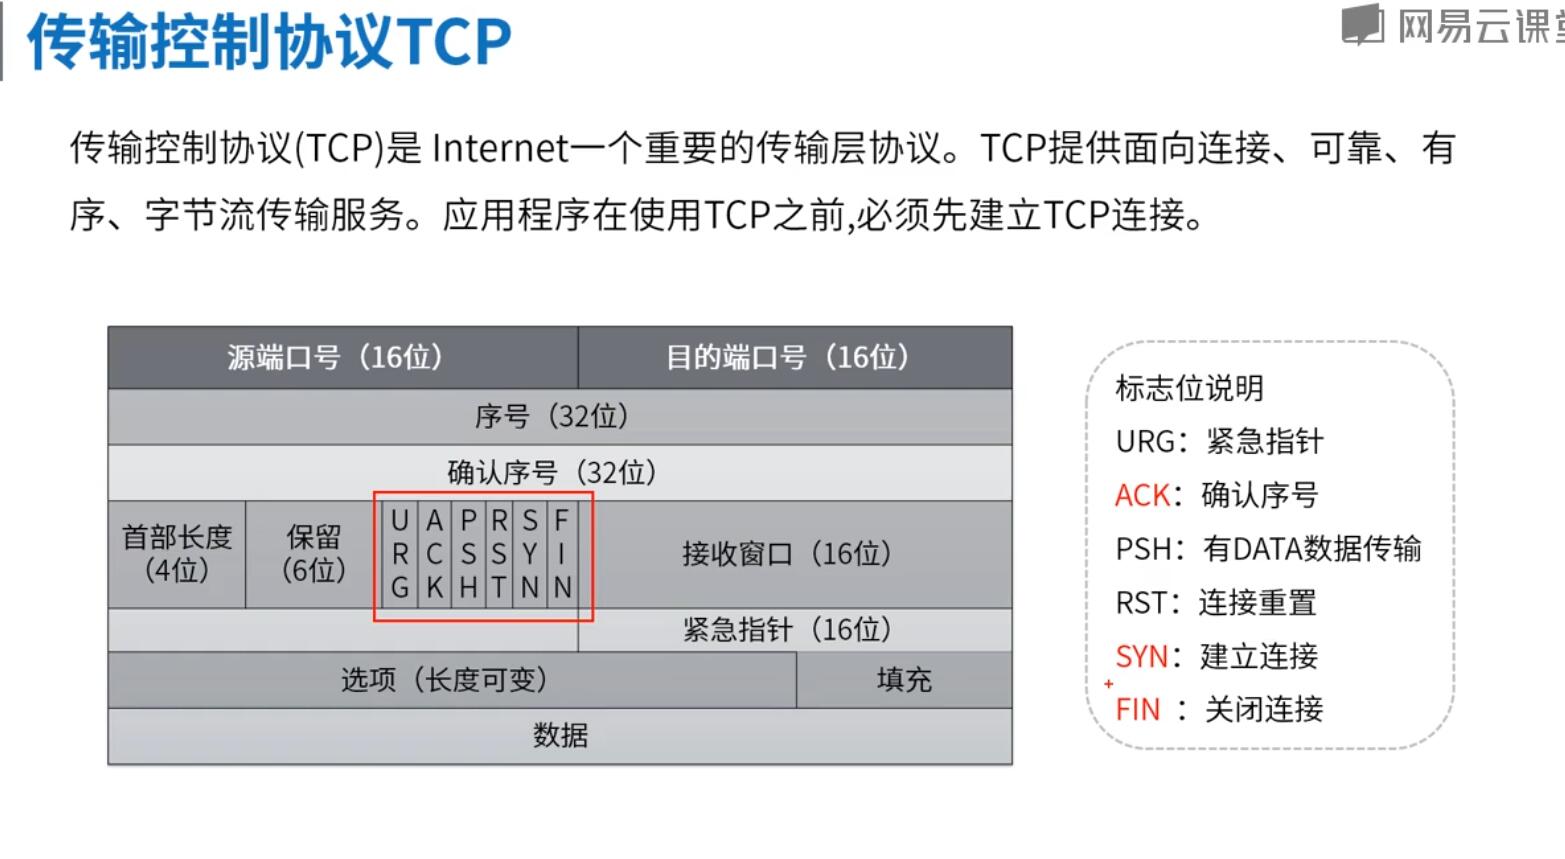 传输控制协议TCP
网易云课堂
传输控制协议(TCP)是 Internet一个重要的传输层协议。TCP提供面向连接、可靠、有
序、字节流传输服务。应用程序在使用TCP之前,必须先建立TCP连接。
源端口号（16位） 目的端口号（16位）
序号（32位）
确认序号（32位）
首部长度
（4位）
保留
（6位）
URG
ACK
PSH
RST
SYN
FIN
接收窗口（16位）
紧急指针（16位）
选项（长度可变） 填充
数据
标志位说明
URG：紧急指针
ACK：确认序号
PSH：有DATA数据传输
RST：连接重置
SYN：建立连接
FIN ：关闭连接